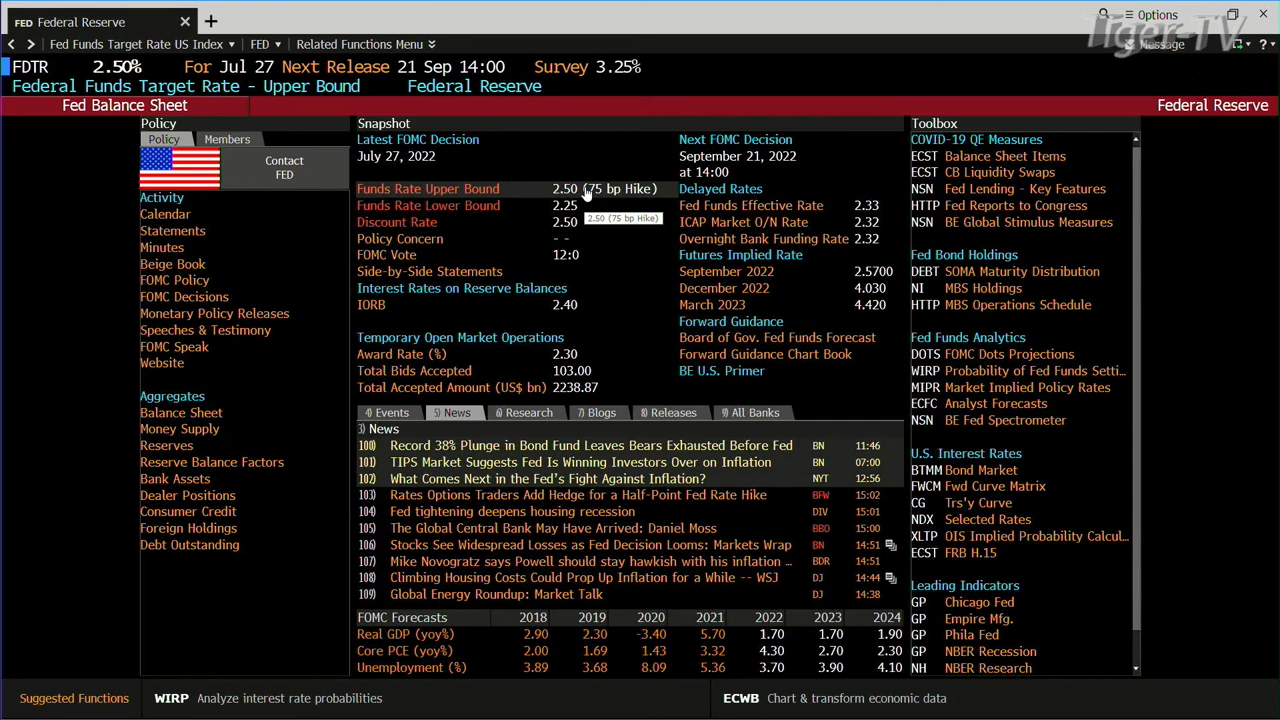 FED Federal Reserve × +
Options
Tiger-TV
Fed Funds Target Rate US Index FED Related Functions Menu
Message ?
FDTR 2.50% For Jul 27 Next Release 21 Sep 14:00 Survey 3.25%
Federal Funds Target Rate - Upper Bound Federal Reserve
Fed Balance Sheet Federal Reserve
Policy
Policy Members
Contact
FED
Activity
Calendar
Statements
Minutes
Beige Book
FOMC Policy
FOMC Decisions
Monetary Policy Releases
Speeches & Testimony
FOMC Speak
Website
Aggregates
Balance Sheet
Money Supply
Reserves
Reserve Balance Factors
Bank Assets
Dealer Positions
Consumer Credit
Foreign Holdings
Debt Outstanding
Snapshot
Latest FOMC Decision
July 27, 2022
Funds Rate Upper Bound 2.50 (75 bp Hike)
Funds Rate Lower Bound 2.25
2.50 (75 bp Hike)
Discount Rate 2.50
Policy Concern - -
FOMC Vote 12:0
Side-by-Side Statements
Interest Rates on Reserve Balances
IORB 2.40
Temporary Open Market Operations
Award Rate (%) 2.30
Total Bids Accepted 103.00
Total Accepted Amount (US$ bn) 2238.87
Next FOMC Decision
September 21, 2022
at 14:00
Delayed Rates
Fed Funds Effective Rate 2.33
ICAP Market O/N Rate 2.32
Overnight Bank Funding Rate 2.32
Futures Implied Rate
September 2022 2.5700
December 2022 4.030
March 2023 4.420
Forward Guidance
Board of Gov. Fed Funds Forecast
Forward Guidance Chart Book
BE U.S. Primer
4) Events 5) News 6) Research 7) Blogs 8) Releases 9) All Banks
3) News
100) Record 38% Plunge in Bond Fund Leaves Bears Exhausted Before Fed BN 11:46
101) TIPS Market Suggests Fed Is Winning Investors Over on Inflation BN 07:00
102) What Comes Next in the Fed's Fight Against Inflation? NYT 12:56
103) Rates Options Traders Add Hedge for a Half-Point Fed Rate Hike BFW 15:02
104) Fed tightening deepens housing recession DIV 15:01
105) The Global Central Bank May Have Arrived: Daniel Moss BBO 15:00
106) Stocks See Widespread Losses as Fed Decision Looms: Markets Wrap BN 14:51
107) Mike Novogratz says Powell should stay hawkish with his inflation … BDR 14:51
108) Climbing Housing Costs Could Prop Up Inflation for a While -- WSJ DJ 14:44
109) Global Energy Roundup: Market Talk DJ 14:38
FOMC Forecasts 2018 2019 2020 2021 2022 2023 2024
Real GDP (yoy%) 2.90 2.30 -3.40 5.70 1.70 1.70 1.90
Core PCE (yoy%) 2.00 1.69 1.43 3.32 4.30 2.70 2.30
Unemployment (%) 3.89 3.68 8.09 5.36 3.70 3.90 4.10
Toolbox
COVID-19 QE Measures
ECST Balance Sheet Items
ECST CB Liquidity Swaps
NSN Fed Lending - Key Features
HTTP Fed Reports to Congress
NSN BE Global Stimulus Measures
Fed Bond Holdings
DEBT SOMA Maturity Distribution
NI MBS Holdings
HTTP MBS Operations Schedule
Fed Funds Analytics
DOTS FOMC Dots Projections
WIRP Probability of Fed Funds Setti…
MIPR Market Implied Policy Rates
ECFC Analyst Forecasts
NSN BE Fed Spectrometer
U.S. Interest Rates
BTMM Bond Market
FWCM Fwd Curve Matrix
CG Trs'y Curve
NDX Selected Rates
XLTP OIS Implied Probability Calcul…
ECST FRB H.15
Leading Indicators
GP Chicago Fed
GP Empire Mfg.
GP Phila Fed
GP NBER Recession
NH NBER Research
Suggested Functions WIRP Analyze interest rate probabilities ECWB Chart & transform economic data